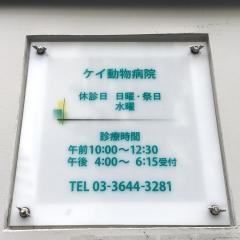 ケイ動物病院
休診日 日曜・祭日
水曜
診療時間
午前10:00～12:30
午後 4:00～ 6:15受付
TEL 03-3644-3281